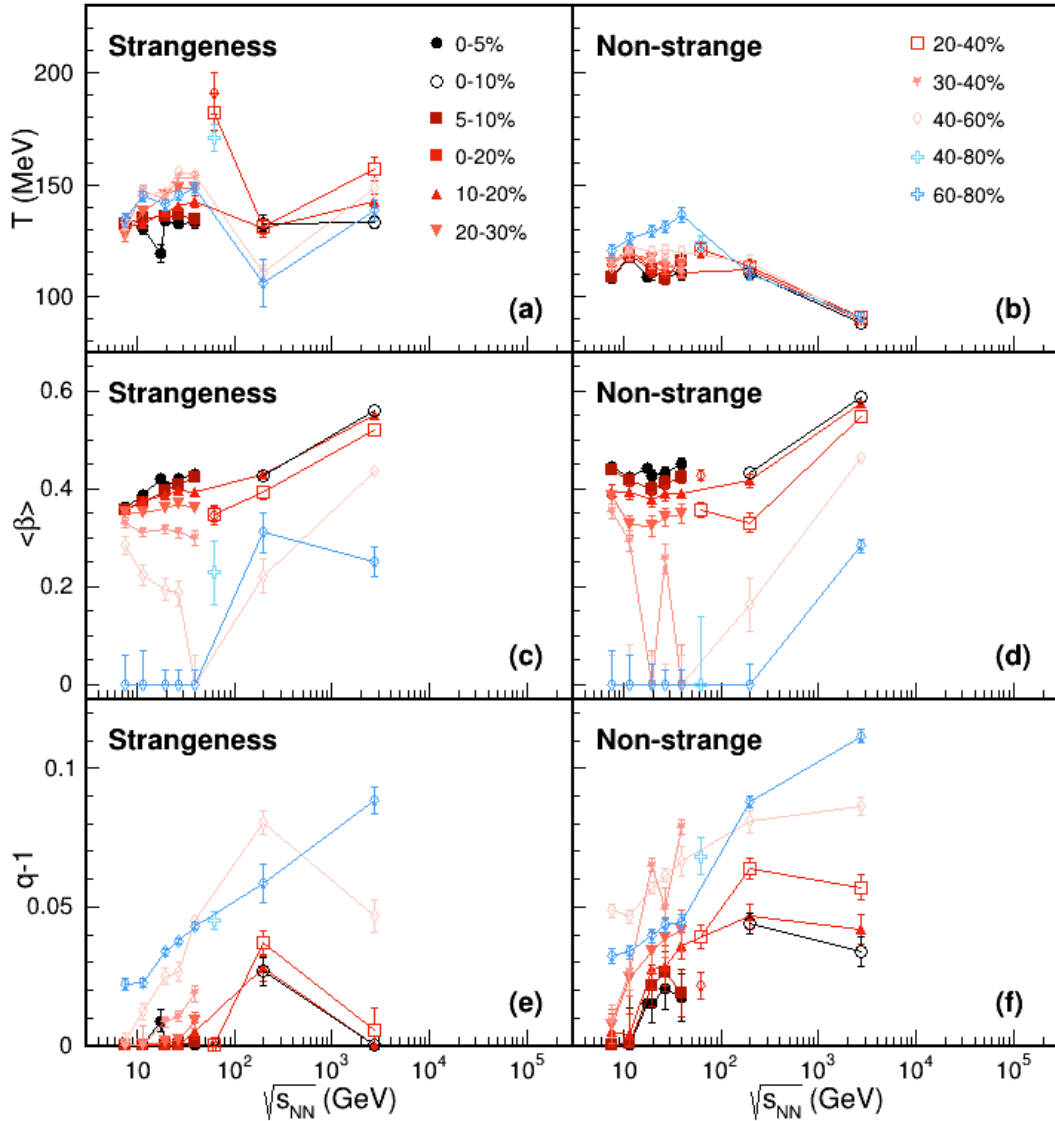 Strangeness
0-5%
0-10%
5-10%
0-20%
10-20%
20-30%
T (MeV)
200
150
100
(a)
Non-strange
20-40%
30-40%
40-60%
40-80%
60-80%
(b)
Strangeness
<β>
0.6
0.4
0.2
0
(c)
Non-strange
(d)
Strangeness
q-1
0.1
0.05
0
(e)
Non-strange
(f)
10 10² 10³ 10⁴ 10⁵
√s_NN (GeV)
10 10² 10³ 10⁴ 10⁵
√s_NN (GeV)